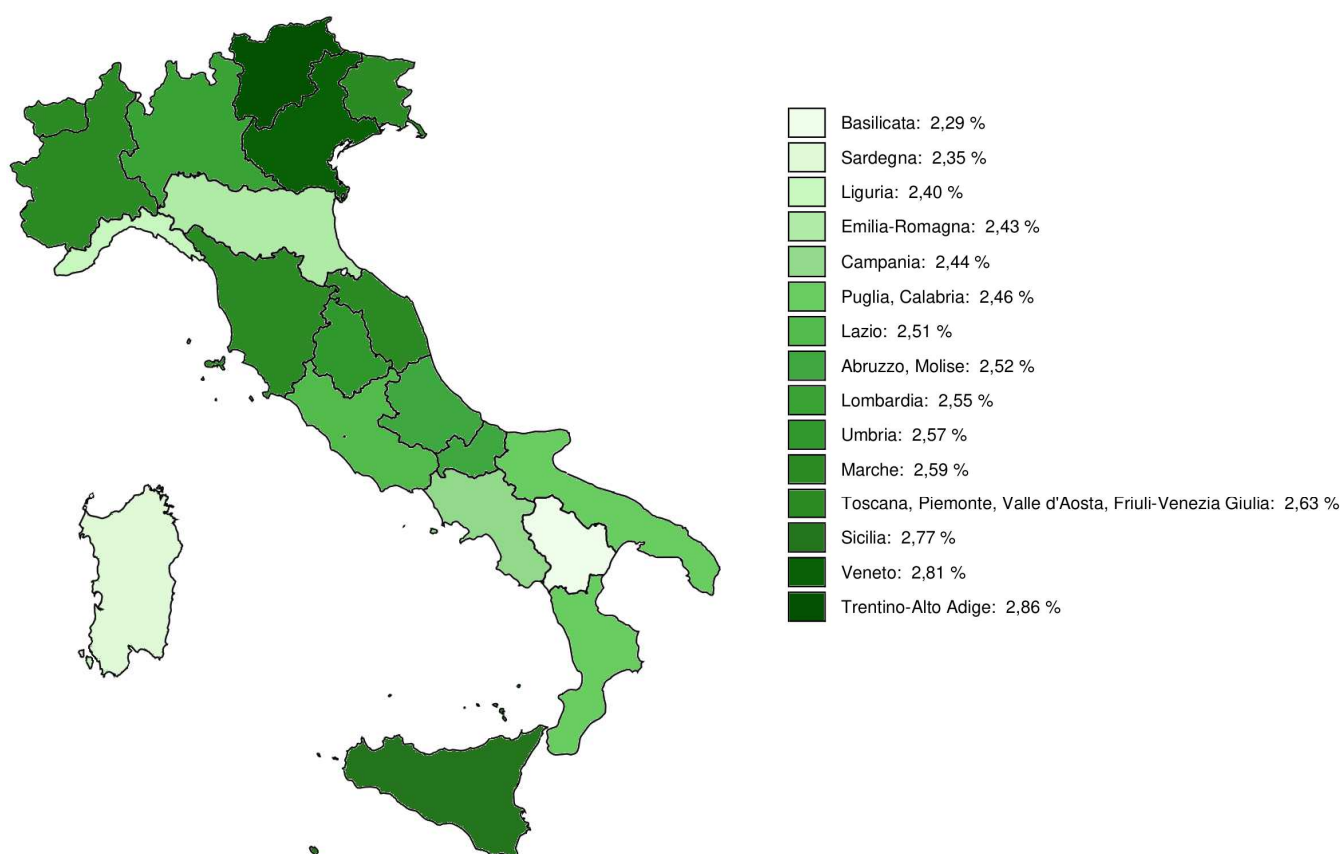 Basilicata: 2,29 %
Sardegna: 2,35 %
Liguria: 2,40 %
Emilia-Romagna: 2,43 %
Campania: 2,44 %
Puglia, Calabria: 2,46 %
Lazio: 2,51 %
Abruzzo, Molise: 2,52 %
Lombardia: 2,55 %
Umbria: 2,57 %
Marche: 2,59 %
Toscana, Piemonte, Valle d'Aosta, Friuli-Venezia Giulia: 2,63 %
Sicilia: 2,77 %
Veneto: 2,81 %
Trentino-Alto Adige: 2,86 %